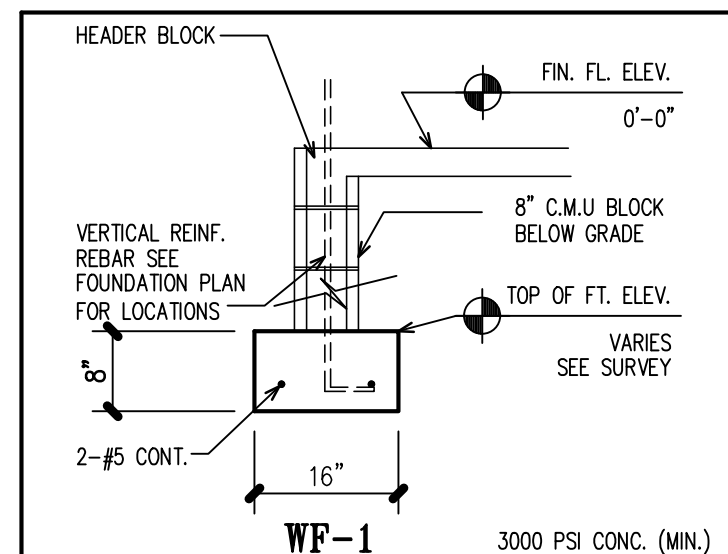 HEADER BLOCK
FIN. FL. ELEV.
0'-0"
8" C.M.U BLOCK
BELOW GRADE
VERTICAL REINF.
REBAR SEE
FOUNDATION PLAN
FOR LOCATIONS
TOP OF FT. ELEV.
VARIES
SEE SURVEY
8"
2-#5 CONT.
16"
WF-1
3000 PSI CONC. (MIN.)